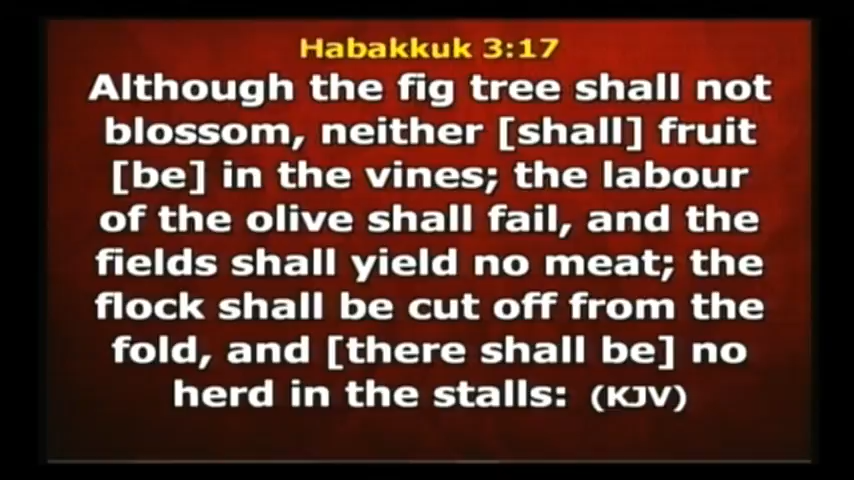 Habakkuk 3:17
Although the fig tree shall not
blossom, neither [shall] fruit
[be] in the vines; the labour
of the olive shall fail, and the
fields shall yield no meat; the
flock shall be cut off from the
fold, and [there shall be] no
herd in the stalls: (KJV)